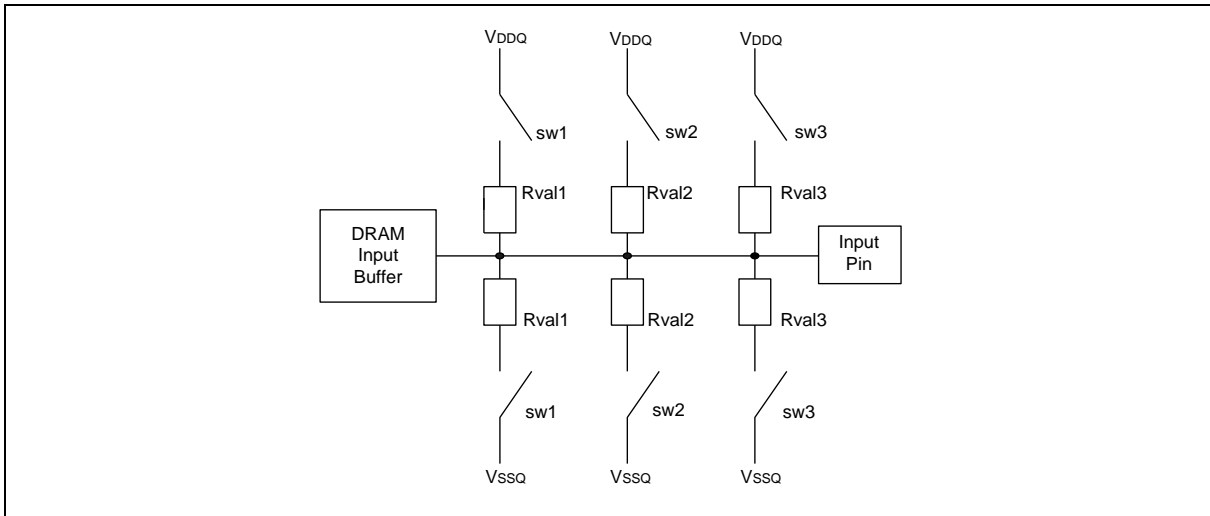 VDDQ VDDQ VDDQ
sw1 sw2 sw3
Rval1 Rval2 Rval3
DRAM
Input
Buffer
Input
Pin
Rval1 Rval2 Rval3
sw1 sw2 sw3
VSSQ VSSQ VSSQ